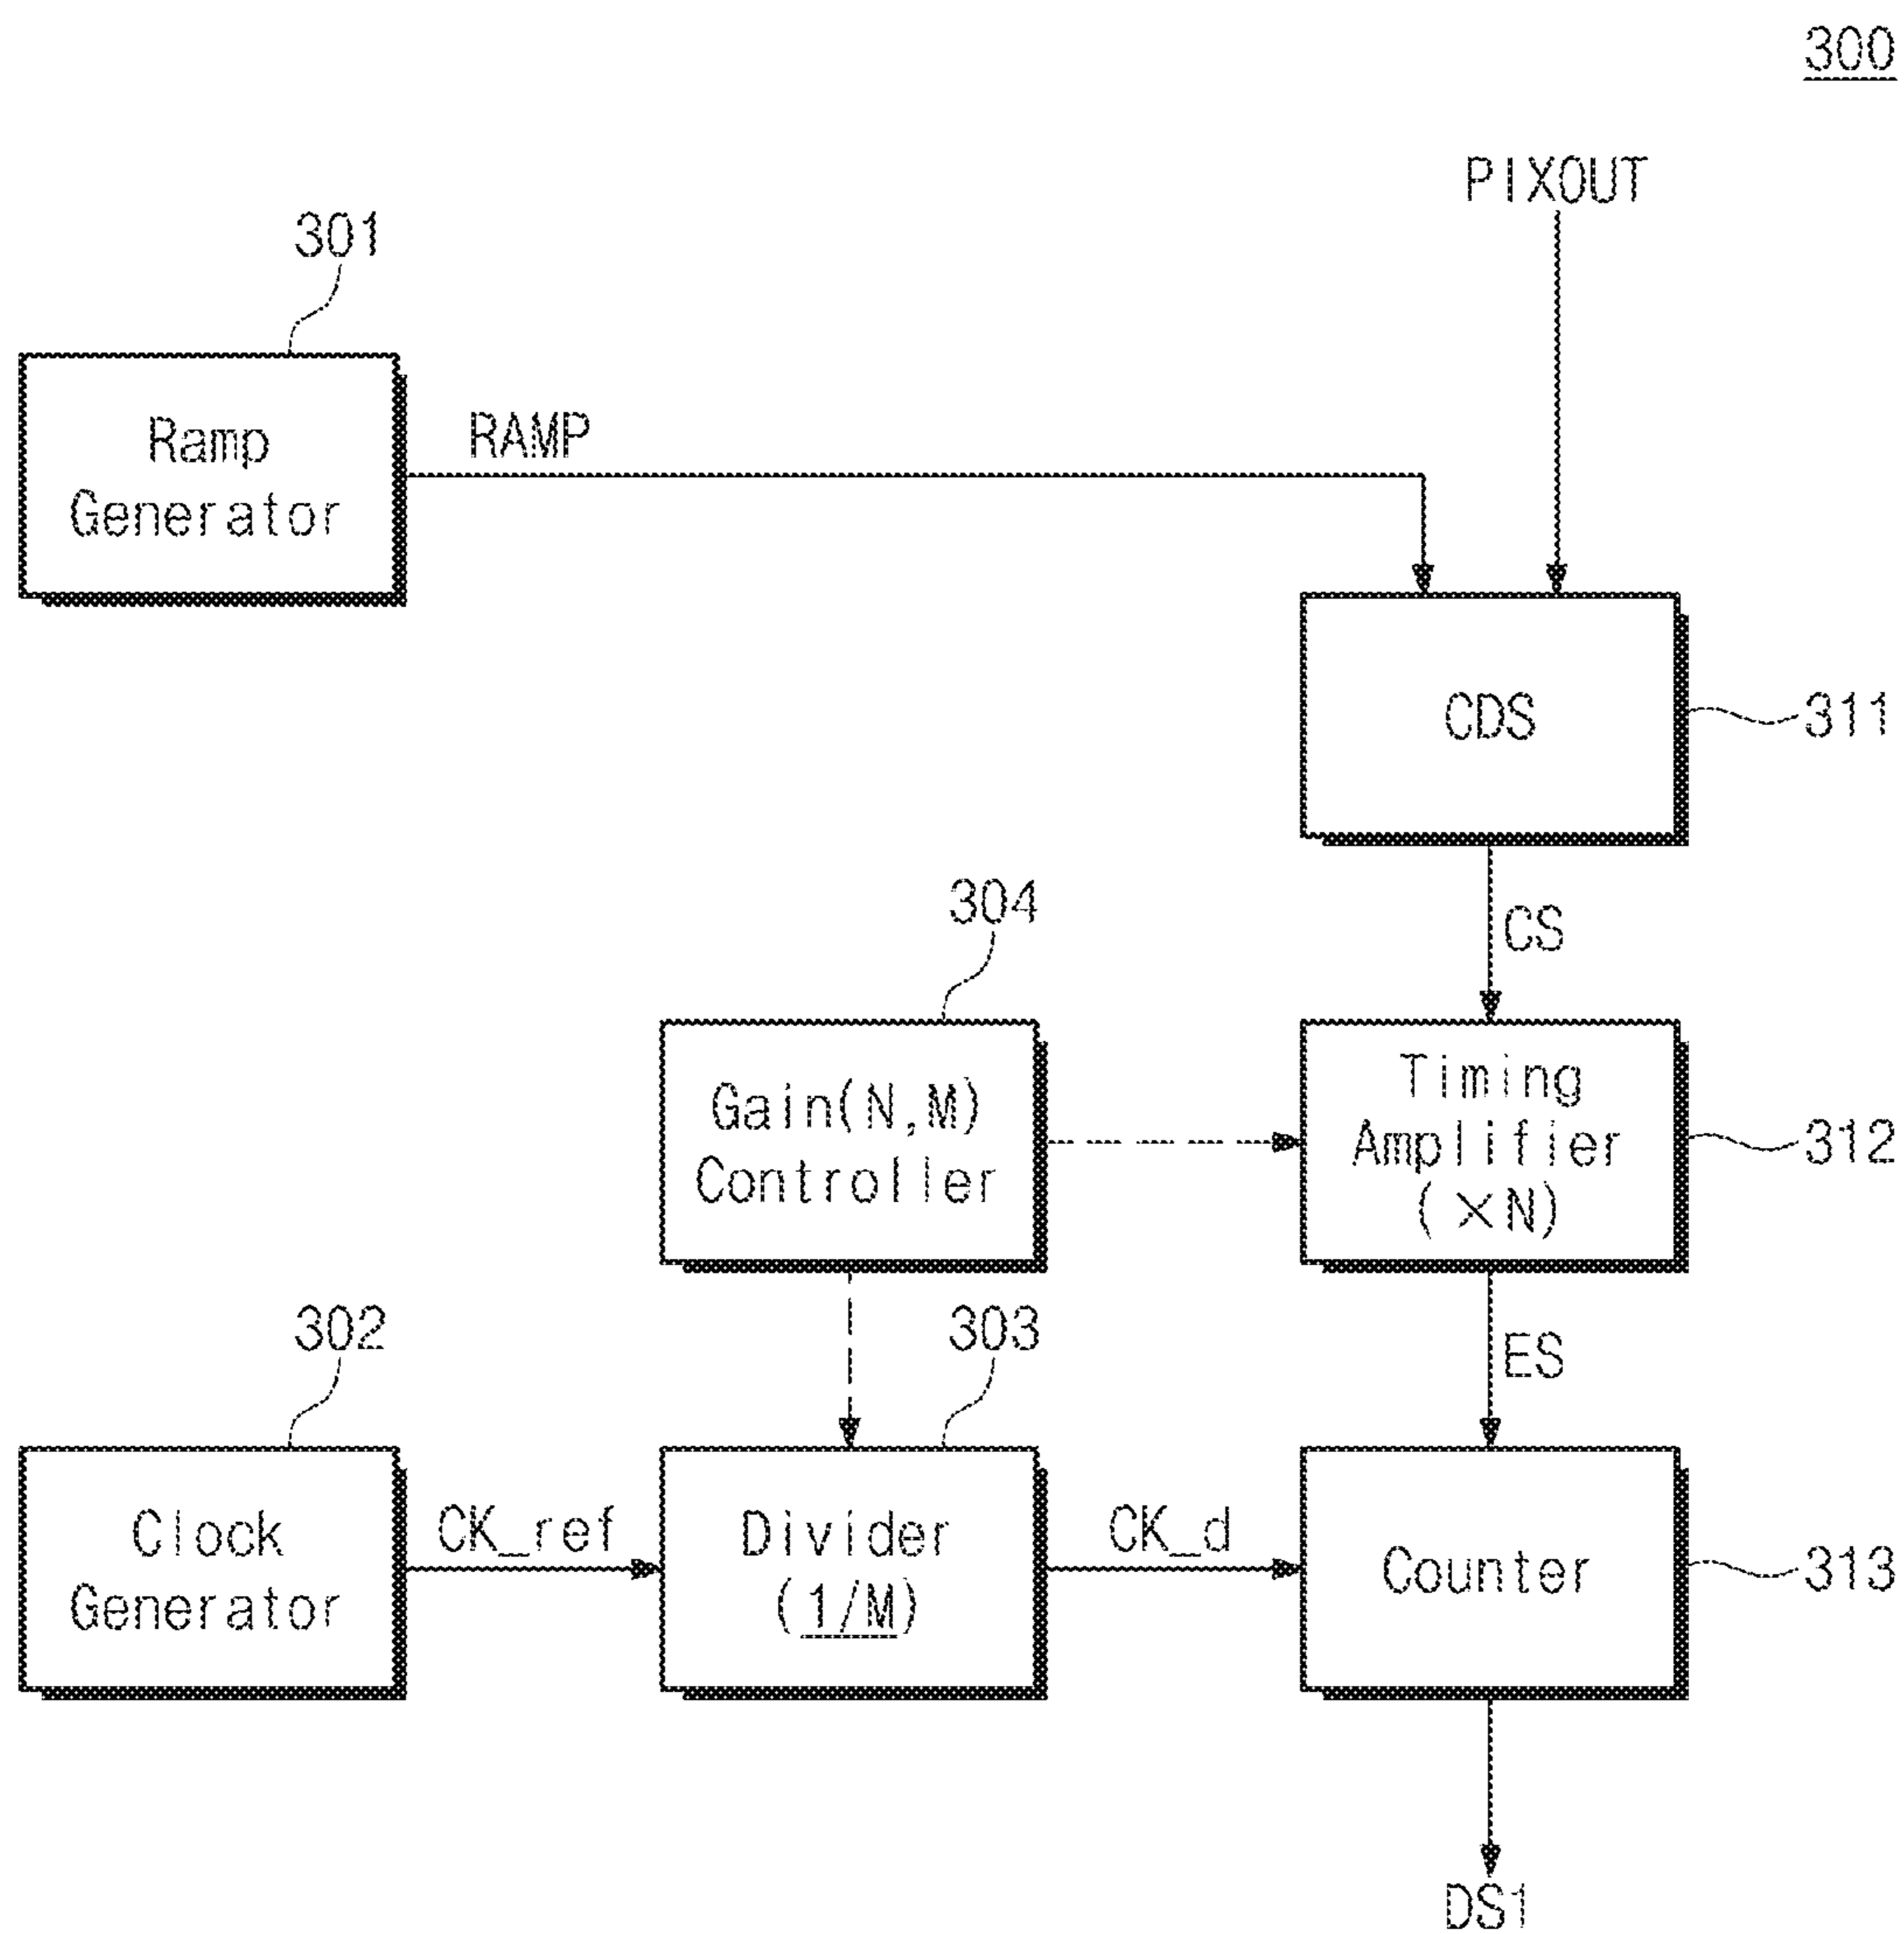 300
PIXOUT
301
Ramp
Generator
RAMP
CDS
311
CS
304
Gain(N,M)
Controller
Timing
Amplifier
(×N)
312
302
303
ES
Clock
Generator
CK_ref
Divider
(1/M)
CK_d
Counter
313
DS1